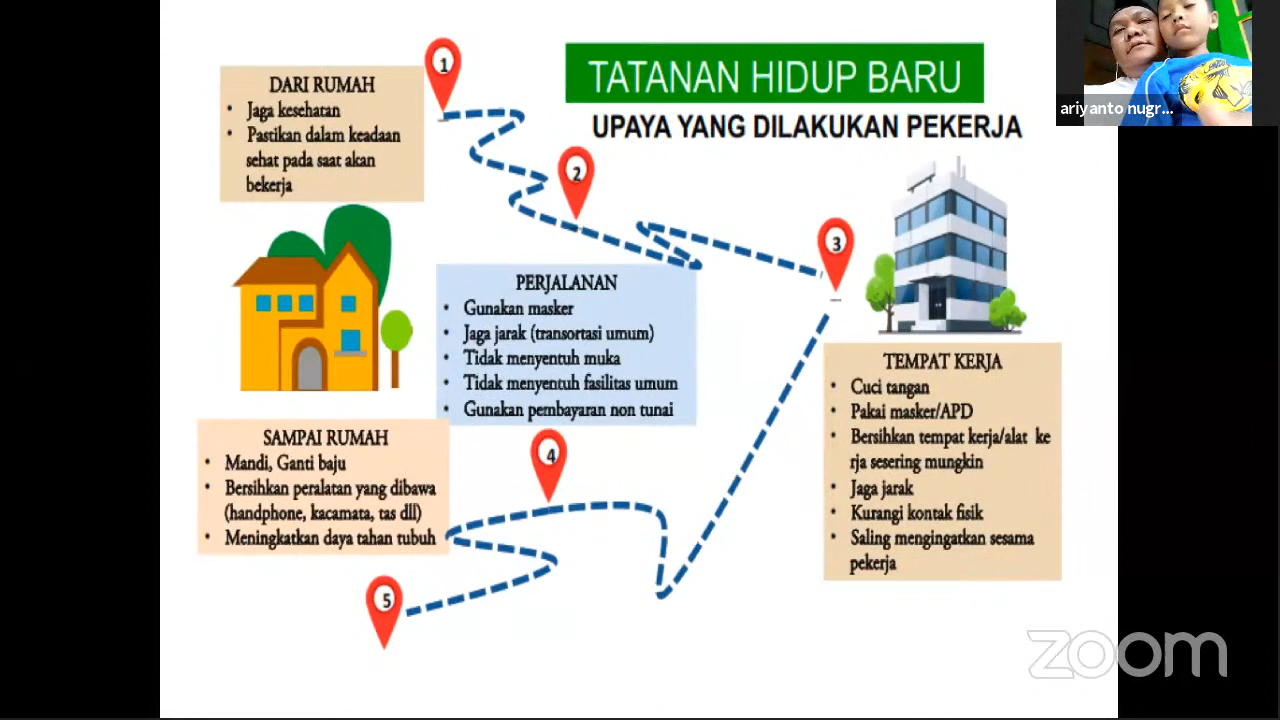 TATANAN HIDUP BARU
UPAYA YANG DILAKUKAN PEKERJA
ariyanto nugr...
1
DARI RUMAH
• Jaga kesehatan
• Pastikan dalam keadaan
sehat pada saat akan
bekerja
2
PERJALANAN
• Gunakan masker
• Jaga jarak (transortasi umum)
• Tidak menyentuh muka
• Tidak menyentuh fasilitas umum
• Gunakan pembayaran non tunai
3
TEMPAT KERJA
• Cuci tangan
• Pakai masker/APD
• Bersihkan tempat kerja/alat ke
rja sesering mungkin
• Jaga jarak
• Kurangi kontak fisik
• Saling mengingatkan sesama
pekerja
4
SAMPAI RUMAH
• Mandi, Ganti baju
• Bersihkan peralatan yang dibawa
(handphone, kacamata, tas dll)
• Meningkatkan daya tahan tubuh
5
zoom